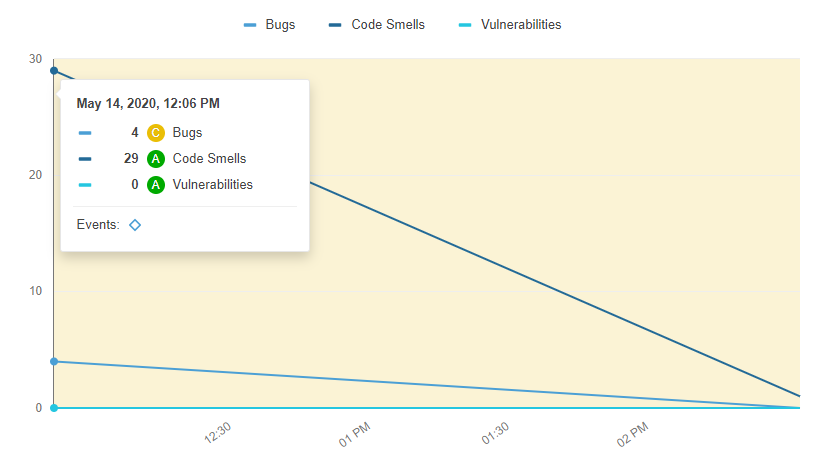 Bugs Code Smells Vulnerabilities
30
May 14, 2020, 12:06 PM
4 C Bugs
29 A Code Smells
0 A Vulnerabilities
20
Events:
10
0
12:30 01 PM 01:30 02 PM